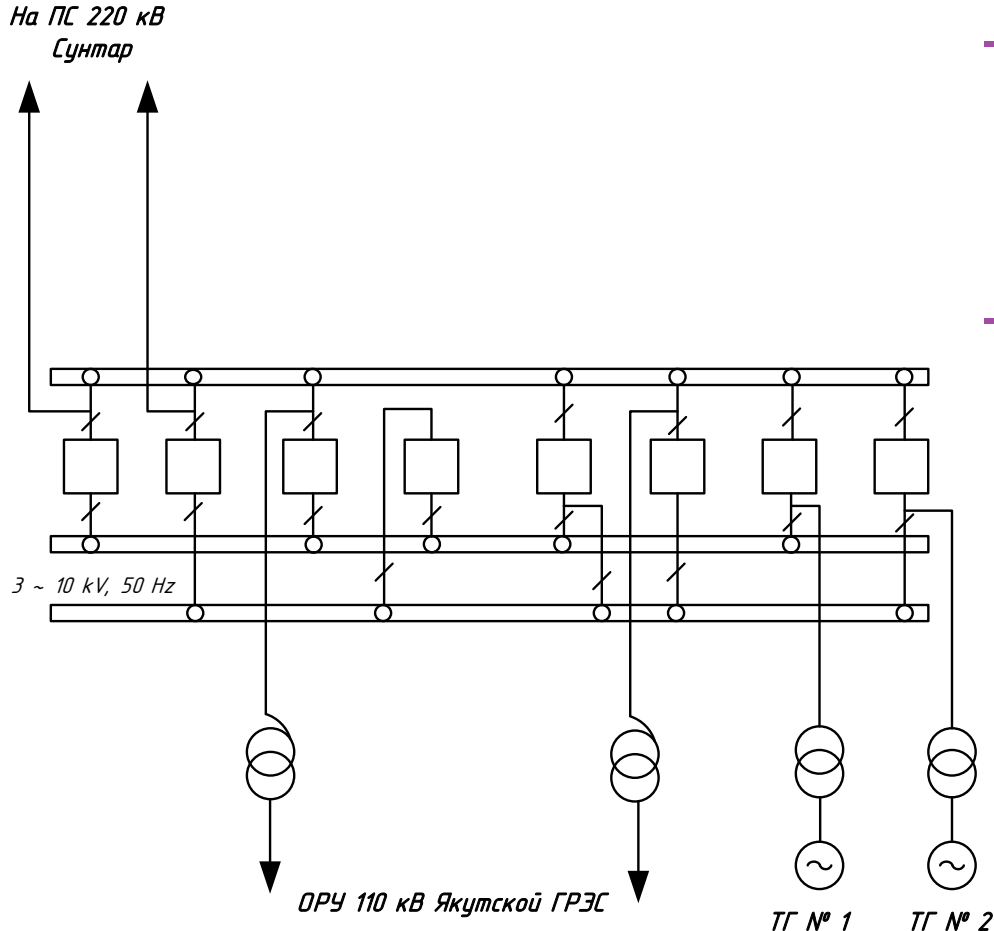 На ПС 220 кВ
Сунтар
3 ~ 10 kV, 50 Hz
ОРУ 110 кВ Якутской ГРЭС
ТГ № 1
ТГ № 2